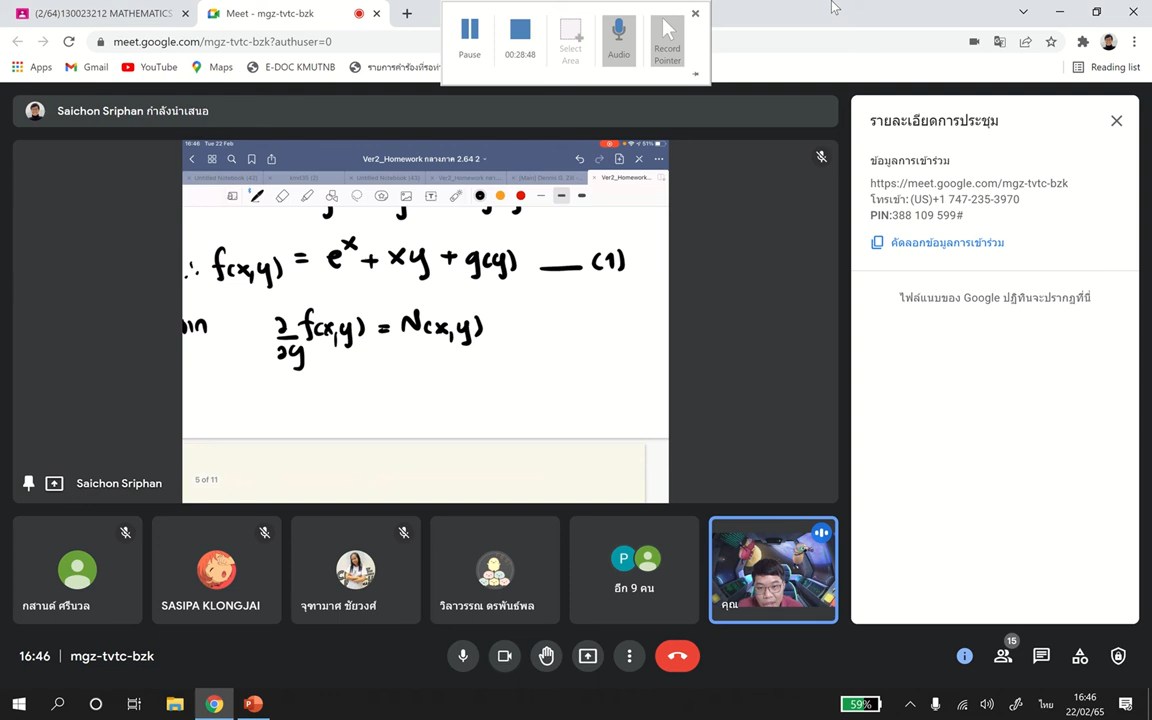 (2/64)130023212 MATHEMATICS
Meet - mgz-tvtc-bzk
meet.google.com/mgz-tvtc-bzk?authuser=0
Apps
Gmail
YouTube
Maps
E-DOC KMUTNB
Reading list
Pause
00:28:48
Select Area
Audio
Record Pointer
Saichon Sriphan กำลังนำเสนอ
16:46 Tue 22 Feb
51%
Ver2_Homework กลางภาค 2.64 2
Untitled Notebook (42)
Untitled Notebook (43)
Ver2_Homework...
∴ f(x,y) = e^x + xy + g(y) ___ (1)
∂/∂y f(x,y) = N(x,y)
5 of 11
Saichon Sriphan
รายละเอียดการประชุม
ข้อมูลการเข้าร่วม
https://meet.google.com/mgz-tvtc-bzk
โทรเข้า: (US)+1 747-235-3970
PIN:388 109 599#
คัดลอกข้อมูลการเข้าร่วม
ไฟล์แนบของ Google ปฏิทินจะปรากฏที่นี่
กสานต์ ศรีนวล
SASIPA KLONGJAI
จุฑามาศ ชัยวงศ์
วิลาวรรณ ดรพันธ์พล
P
อีก 9 คน
คุณ
16:46 | mgz-tvtc-bzk
15
59%
ไทย
16:46
22/02/65